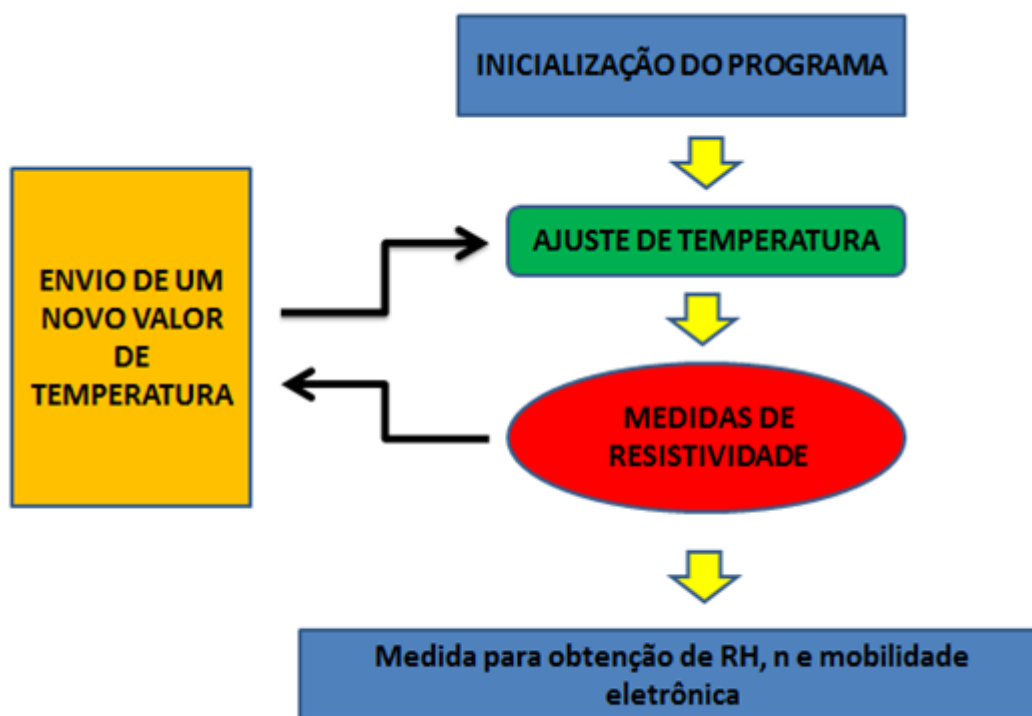 INICIALIZAÇÃO DO PROGRAMA
AJUSTE DE TEMPERATURA
ENVIO DE UM
NOVO VALOR
DE
TEMPERATURA
MEDIDAS DE
RESISTIVIDADE
Medida para obtenção de RH, n e mobilidade
eletrônica